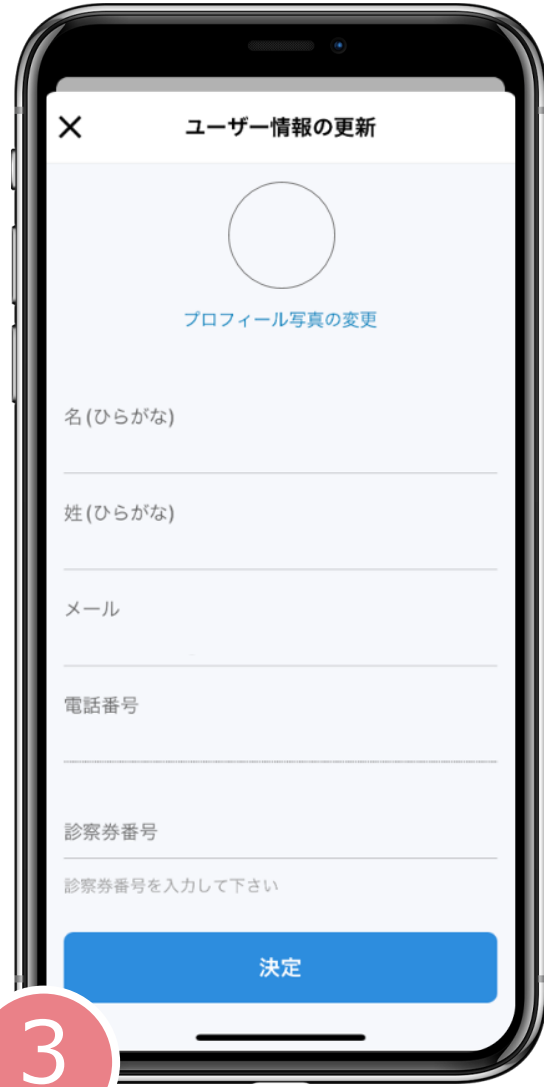 ユーザー情報の更新
プロフィール写真の変更
名(ひらがな)
姓(ひらがな)
メール
電話番号
診察券番号
診察券番号を入力して下さい
決定
3